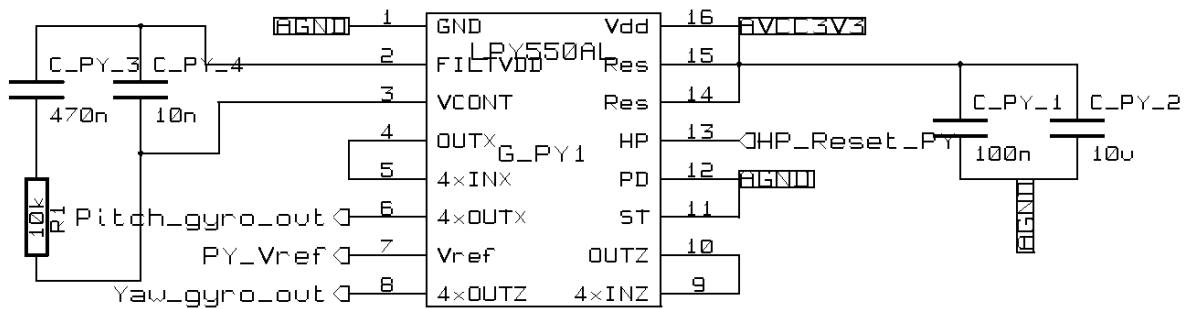 AGND 1 GND Vdd 16 AVCC3V3
LPY550AL
C_PY_3 C_PY_4 2 FILTVDD Res 15
470n 10n 3 VCONT Res 14 C_PY_1 C_PY_2
4 OUTX HP 13 HP_Reset_PY 100n 10u
G_PY1
5 4xINX PD 12 AGND
10k R1 Pitch_gyro_out 6 4xOUTX ST 11 AGND
PY_Vref 7 Vref OUTZ 10
Yaw_gyro_out 8 4xOUTZ 4xINZ 9